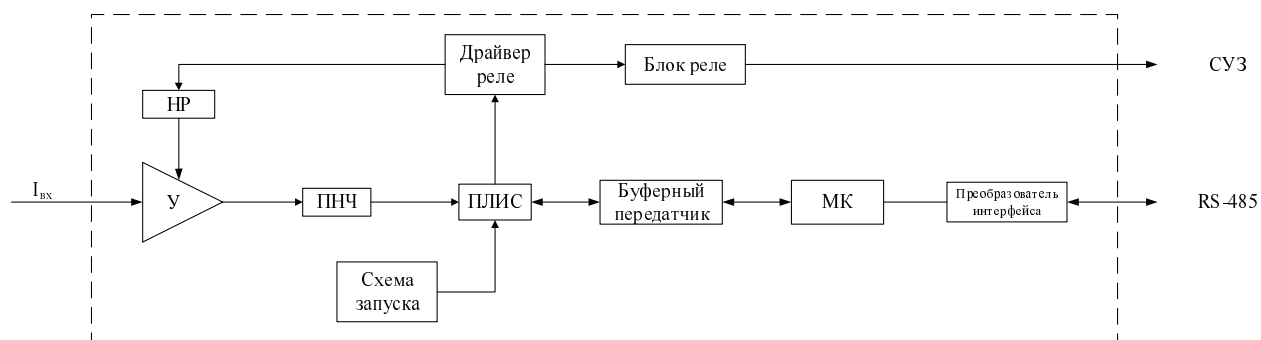 Драйвер
реле
Блок реле
СУЗ
НР
Iвх
У
ПНЧ
ПЛИС
Буферный
передатчик
МК
Преобразователь
интерфейса
RS-485
Схема
запуска